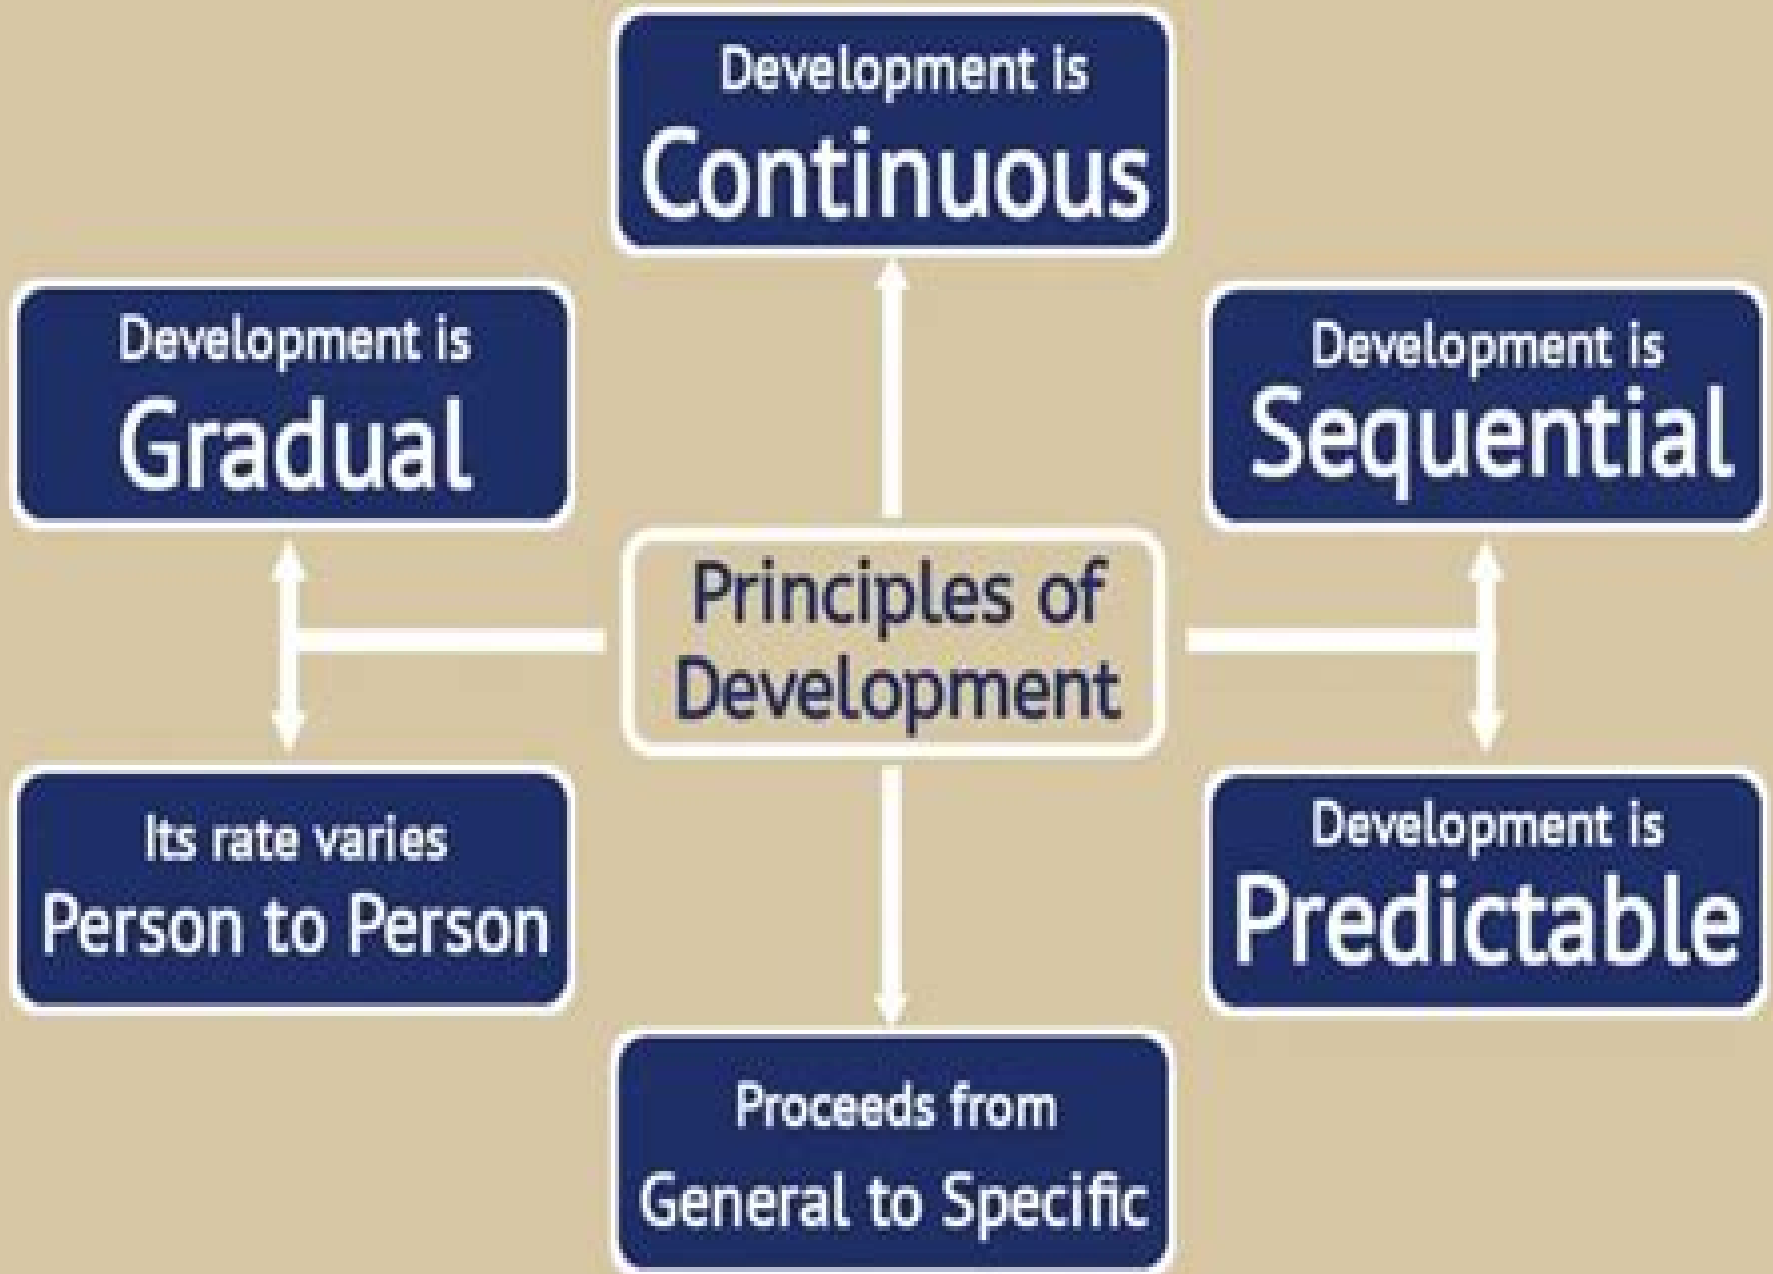 Development is
Continuous
Development is
Gradual
Development is
Sequential
Principles of
Development
Its rate varies
Person to Person
Development is
Predictable
Proceeds from
General to Specific